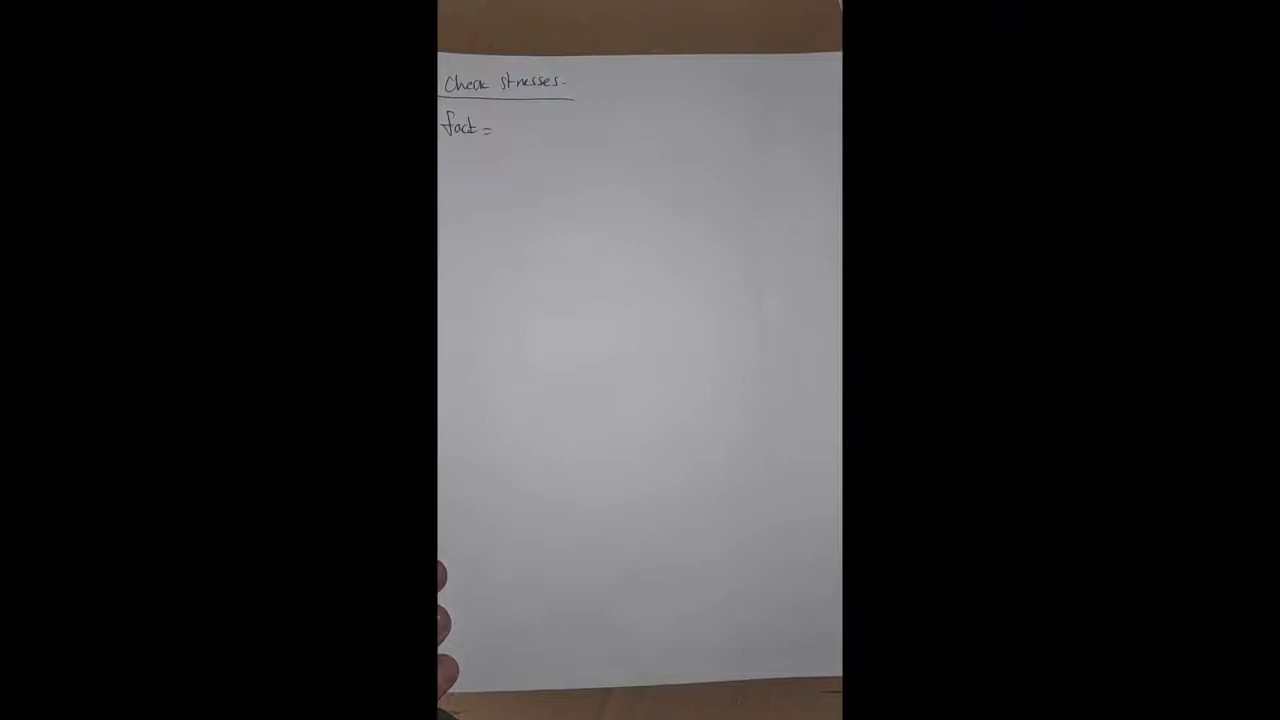 Check stresses-
fact =